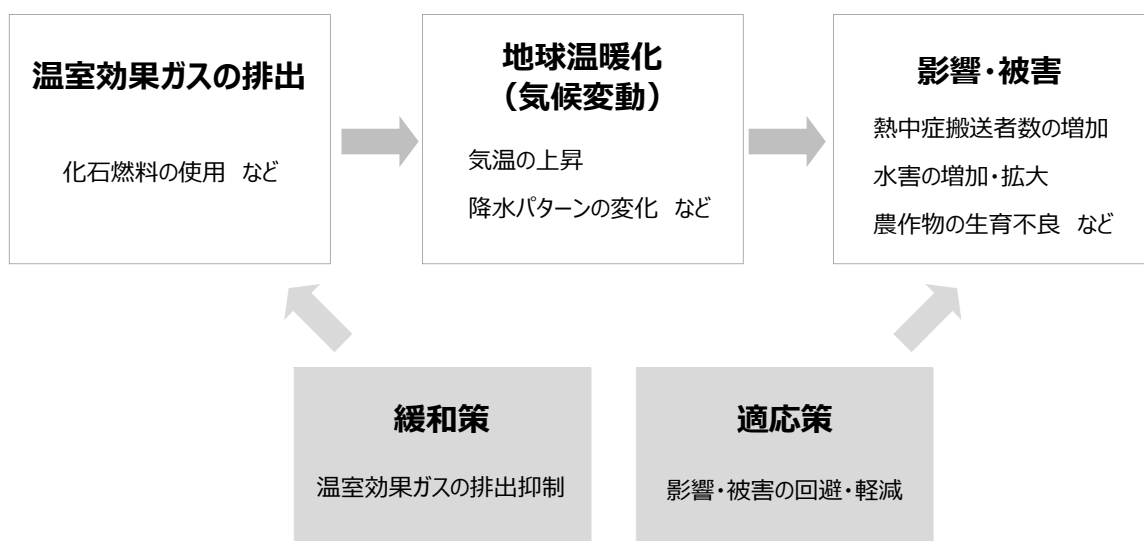 温室効果ガスの排出
化石燃料の使用 など
地球温暖化
（気候変動）
気温の上昇
降水パターンの変化 など
影響・被害
熱中症搬送者数の増加
水害の増加・拡大
農作物の生育不良 など
緩和策
温室効果ガスの排出抑制
適応策
影響・被害の回避・軽減